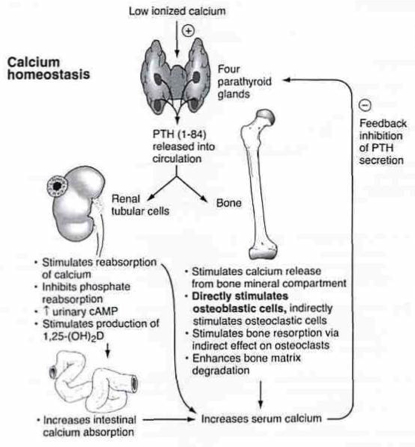 Low ionized calcium
⊕
Calcium
homeostasis
Four
parathyroid
glands
PTH (1-84)
released into
circulation
⊖
Feedback
inhibition
of PTH
secretion
Renal
tubular cells
Bone
• Stimulates reabsorption
of calcium
• Inhibits phosphate
reabsorption
• ↑ urinary cAMP
• Stimulates production of
1,25-(OH)₂D
• Stimulates calcium release
from bone mineral compartment
• Directly stimulates
osteoblastic cells, indirectly
stimulates osteoclastic cells
• Stimulates bone resorption via
indirect effect on osteoclasts
• Enhances bone matrix
degradation
• Increases intestinal
calcium absorption
Increases serum calcium